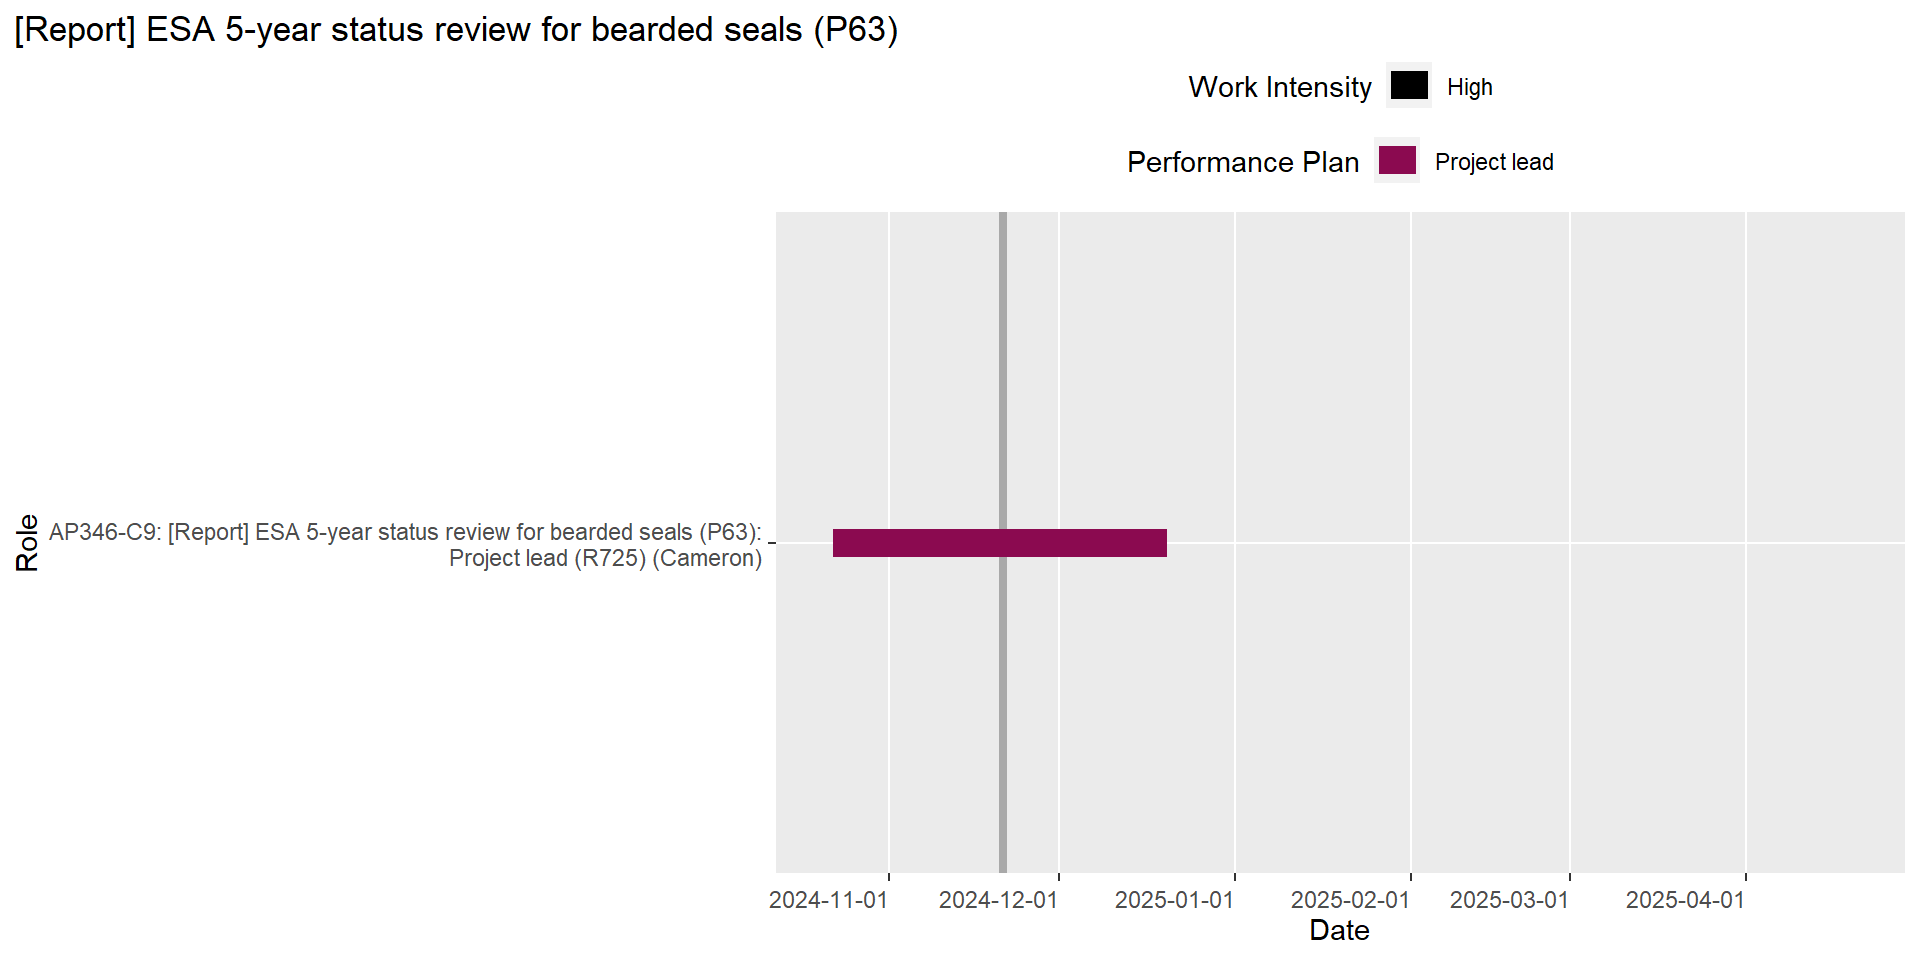 [Report] ESA 5-year status review for bearded seals (P63)
Work Intensity High
Performance Plan Project lead
Role
AP346-C9: [Report] ESA 5-year status review for bearded seals (P63):
Project lead (R725) (Cameron)
2024-11-01 2024-12-01 2025-01-01 2025-02-01 2025-03-01 2025-04-01
Date